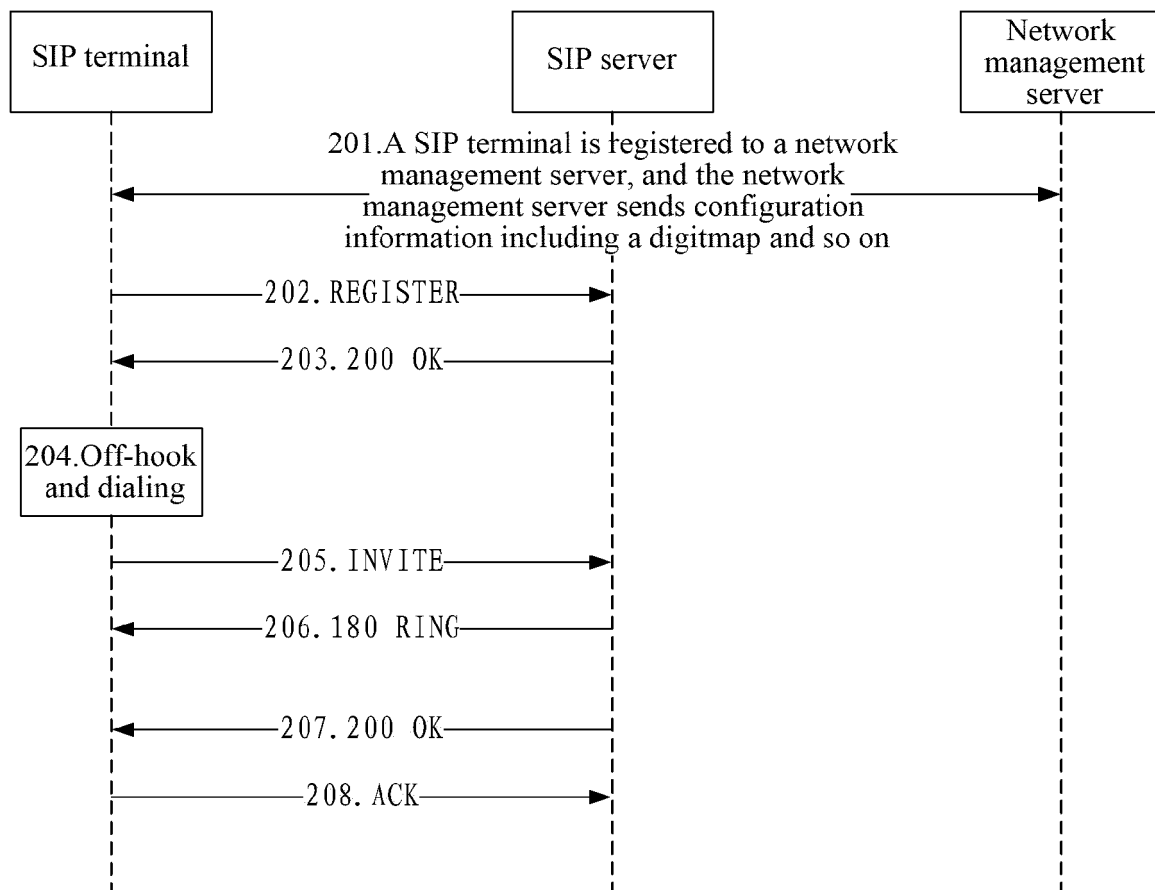 SIP terminal
SIP server
Network
management
server
201.A SIP terminal is registered to a network
management server, and the network
management server sends configuration
information including a digitmap and so on
202. REGISTER
203. 200 OK
204.Off-hook
and dialing
205. INVITE
206. 180 RING
207. 200 OK
208. ACK